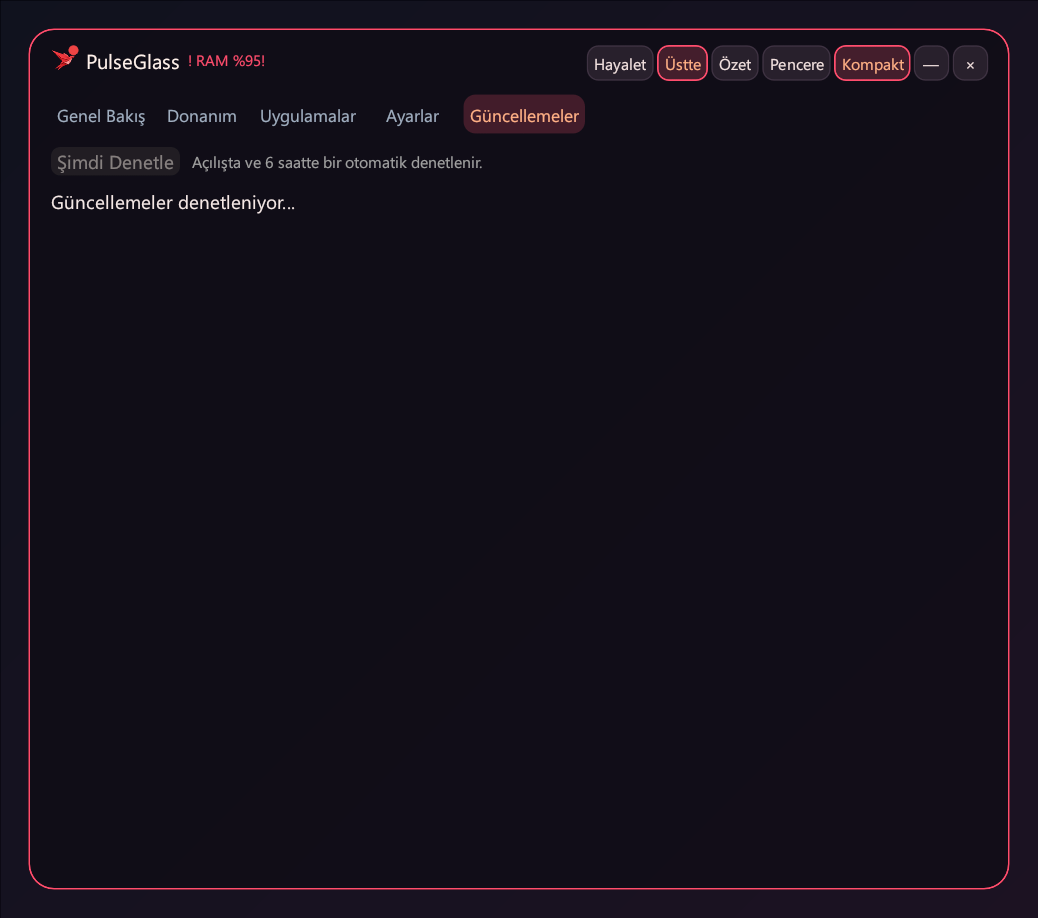 PulseGlass ! RAM %95! Hayalet Üstte Özet Pencere Kompakt — ×
Genel Bakış Donanım Uygulamalar Ayarlar Güncellemeler
Şimdi Denetle Açılışta ve 6 saatte bir otomatik denetlenir.
Güncellemeler denetleniyor...